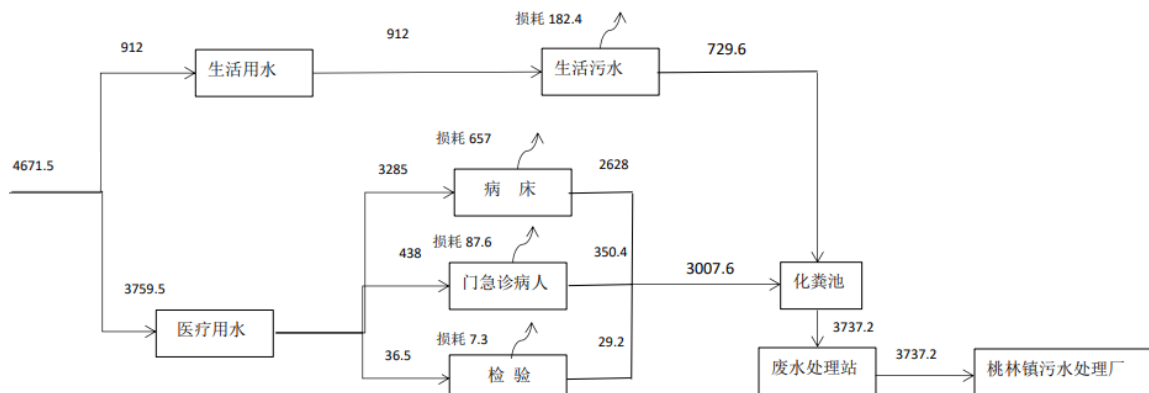 损耗 182.4
912
912
729.6
生活用水
生活污水
损耗 657
4671.5
3285
2628
病 床
损耗 87.6
438
350.4
3007.6
门急诊病人
化粪池
3759.5
医疗用水
损耗 7.3
36.5
29.2
3737.2
3737.2
检 验
废水处理站
桃林镇污水处理厂